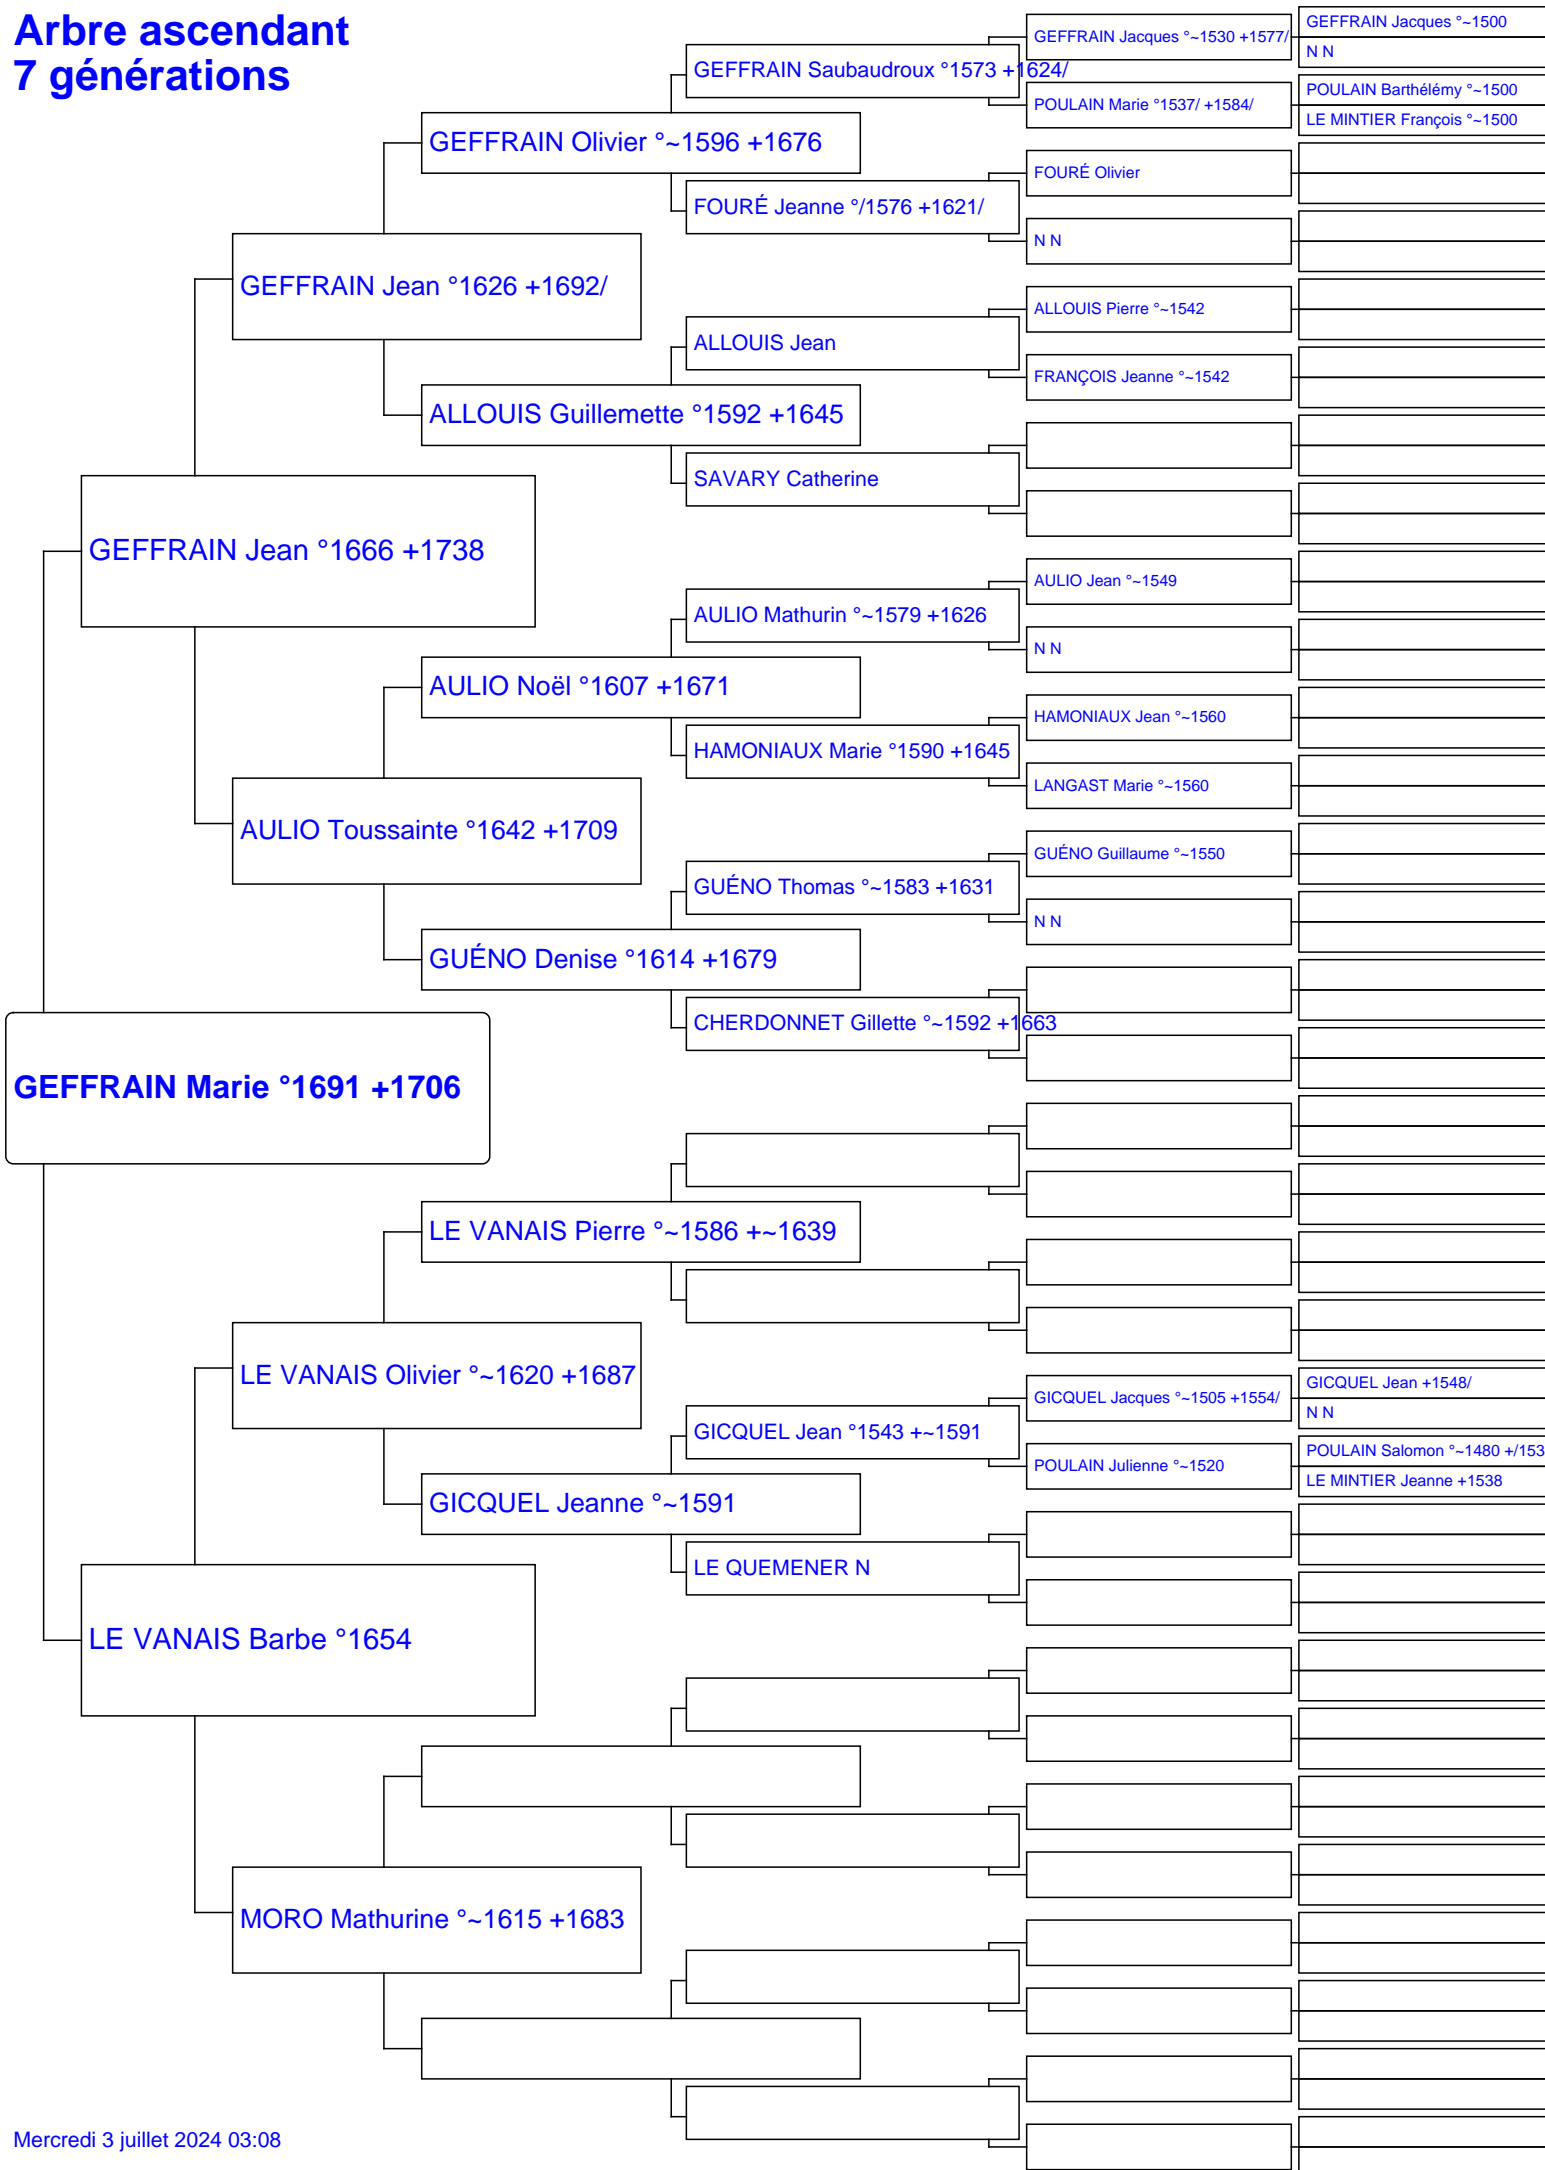 Arbre ascendant
7 générations
GEFFRAIN Jacques °~1500
GEFFRAIN Jacques °~1530 +1577/
N N
GEFFRAIN Saubaudroux °1573 +1624/
POULAIN Barthélémy °~1500
POULAIN Marie °1537/ +1584/
LE MINTIER François °~1500
GEFFRAIN Olivier °~1596 +1676
FOURÉ Olivier
FOURÉ Jeanne °/1576 +1621/
N N
GEFFRAIN Jean °1626 +1692/
ALLOUIS Pierre °~1542
ALLOUIS Jean
FRANÇOIS Jeanne °~1542
ALLOUIS Guillemette °1592 +1645
SAVARY Catherine
GEFFRAIN Jean °1666 +1738
AULIO Jean °~1549
AULIO Mathurin °~1579 +1626
N N
AULIO Noël °1607 +1671
HAMONIAUX Jean °~1560
HAMONIAUX Marie °1590 +1645
LANGAST Marie °~1560
AULIO Toussainte °1642 +1709
GUÉNO Guillaume °~1550
GUÉNO Thomas °~1583 +1631
N N
GUÉNO Denise °1614 +1679
CHERDONNET Gillette °~1592 +1663
GEFFRAIN Marie °1691 +1706
LE VANAIS Pierre °~1586 +~1639
LE VANAIS Olivier °~1620 +1687
GICQUEL Jean +1548/
GICQUEL Jacques °~1505 +1554/
N N
GICQUEL Jean °1543 +~1591
POULAIN Salomon °~1480 +/153
POULAIN Julienne °~1520
LE MINTIER Jeanne +1538
GICQUEL Jeanne °~1591
LE QUEMENER N
LE VANAIS Barbe °1654
MORO Mathurine °~1615 +1683
Mercredi 3 juillet 2024 03:08